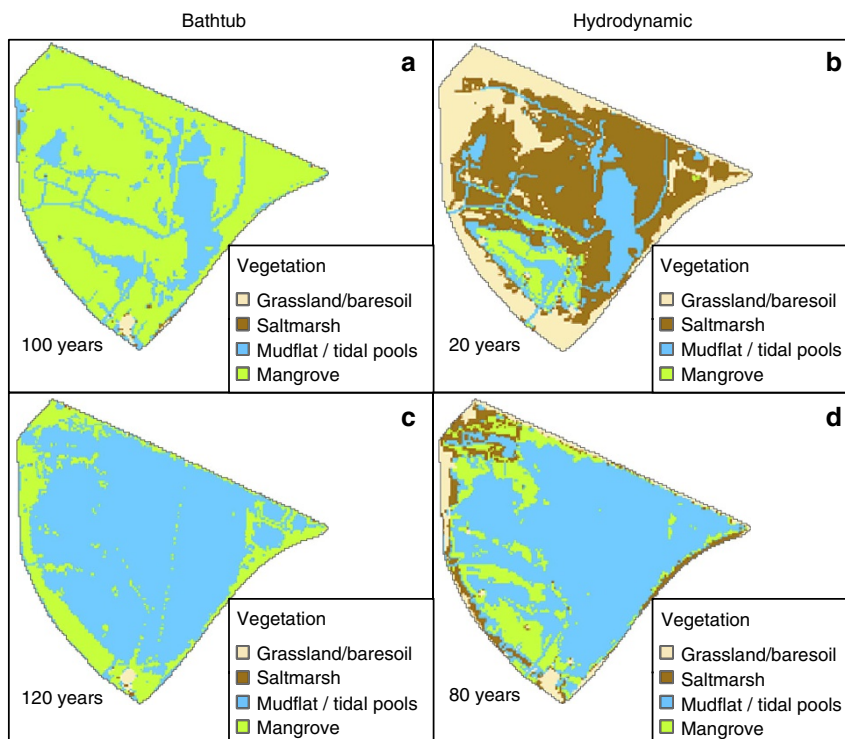 Bathtub
Hydrodynamic
a
Vegetation
Grassland/baresoil
Saltmarsh
Mudflat / tidal pools
Mangrove
100 years
b
Vegetation
Grassland/baresoil
Saltmarsh
Mudflat / tidal pools
Mangrove
20 years
c
Vegetation
Grassland/baresoil
Saltmarsh
Mudflat / tidal pools
Mangrove
120 years
d
Vegetation
Grassland/baresoil
Saltmarsh
Mudflat / tidal pools
Mangrove
80 years